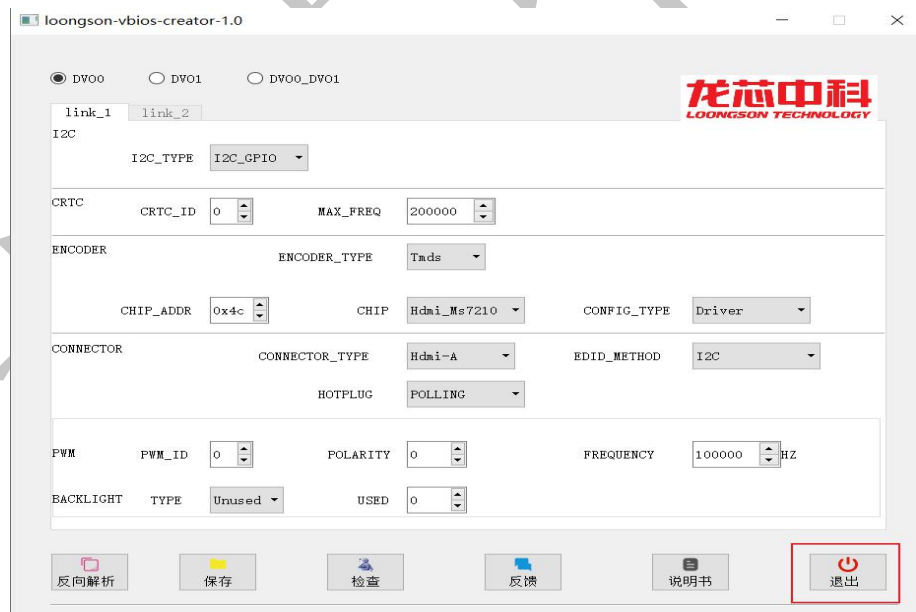 loongson-vbios-creator-1.0
DVO0 DVO1 DVO0_DVO1
龙芯中科
LOONGSON TECHNOLOGY
link_1 link_2
I2C
I2C_TYPE I2C_GPIO
CRTC CRTC_ID 0 MAX_FREQ 200000
ENCODER ENCODER_TYPE Tmds
CHIP_ADDR 0x4c CHIP Hdmi_Ms7210 CONFIG_TYPE Driver
CONNECTOR CONNECTOR_TYPE Hdmi-A EDID_METHOD I2C
HOTPLUG POLLING
PWM PWM_ID 0 POLARITY 0 FREQUENCY 100000 HZ
BACKLIGHT TYPE Unused USED 0
反向解析 保存 检查 反馈 说明书 退出